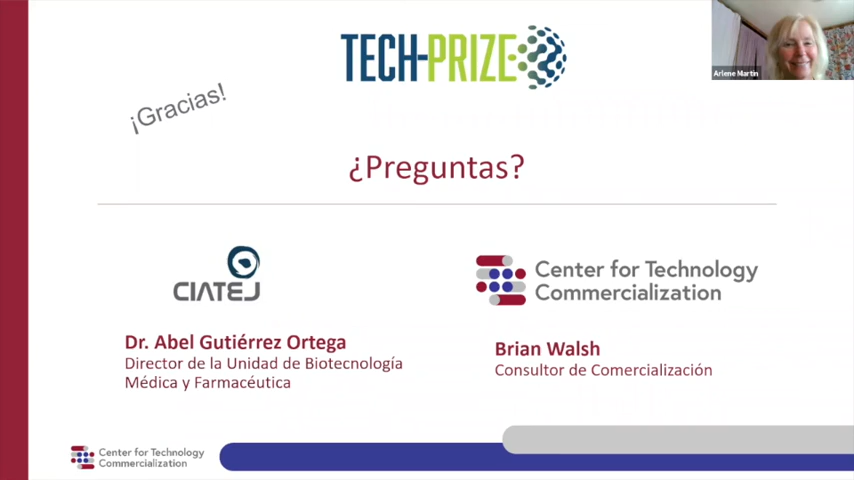 TECH-PRIZE
Arlene Martin
¡Gracias!
¿Preguntas?
CIATEJ
Center for Technology
Commercialization
Dr. Abel Gutiérrez Ortega
Director de la Unidad de Biotecnología
Médica y Farmacéutica
Brian Walsh
Consultor de Comercialización
Center for Technology
Commercialization